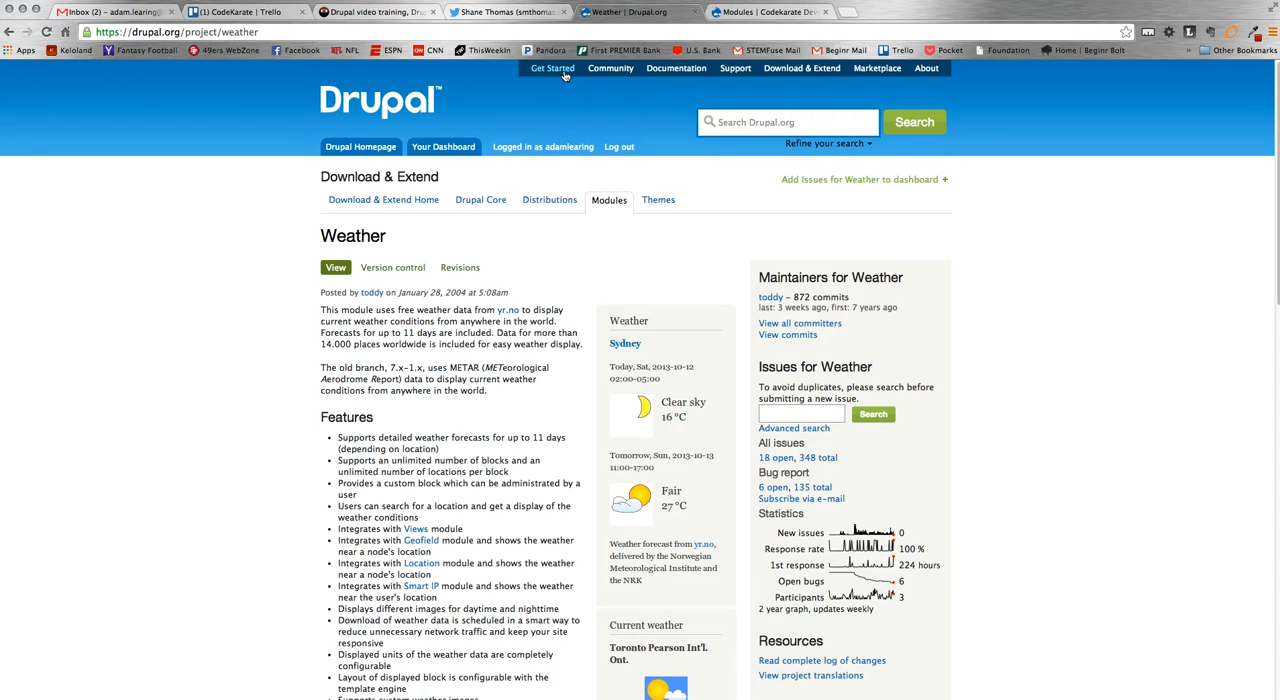 Inbox (2) - adam.learing@
(1) CodeKarate | Trello
Drupal video training, Dru
Shane Thomas (smthomas
Weather | Drupal.org
Modules | Codekarate Dev
https://drupal.org/project/weather
Apps
Keloland
Fantasy Football
49ers WebZone
Facebook
NFL
ESPN
CNN
ThisWeekIn
Pandora
First PREMIER Bank
U.S. Bank
STEMFuse Mail
Beginr Mail
Trello
Pocket
Foundation
Home | Beginr Bolt
»
Other Bookmarks
Get Started
Community
Documentation
Support
Download & Extend
Marketplace
About
Drupal™
Search Drupal.org
Search
Refine your search
Drupal Homepage
Your Dashboard
Logged in as adamlearing
Log out
Download & Extend
Add Issues for Weather to dashboard +
Download & Extend Home
Drupal Core
Distributions
Modules
Themes
Weather
View
Version control
Revisions
Posted by toddy on January 28, 2004 at 5:08am
This module uses free weather data from yr.no to display
current weather conditions from anywhere in the world.
Forecasts for up to 11 days are included. Data for more than
14.000 places worldwide is included for easy weather display.
The old branch, 7.x-1.x, uses METAR (METeorological
Aerodrome Report) data to display current weather
conditions from anywhere in the world.
Features
• Supports detailed weather forecasts for up to 11 days
(depending on location)
• Supports an unlimited number of blocks and an
unlimited number of locations per block
• Provides a custom block which can be administrated by a
user
• Users can search for a location and get a display of the
weather conditions
• Integrates with Views module
• Integrates with Geofield module and shows the weather
near a node's location
• Integrates with Location module and shows the weather
near a node's location
• Integrates with Smart IP module and shows the weather
near the user's location
• Displays different images for daytime and nighttime
• Download of weather data is scheduled in a smart way to
reduce unnecessary network traffic and keep your site
responsive
• Displayed units of the weather data are completely
configurable
• Layout of displayed block is configurable with the
template engine
• Supports custom weather images
Weather
Sydney
Today, Sat, 2013-10-12
02:00-05:00
Clear sky
16 °C
Tomorrow, Sun, 2013-10-13
11:00-17:00
Fair
27 °C
Weather forecast from yr.no,
delivered by the Norwegian
Meteorological Institute and
the NRK
Current weather
Toronto Pearson Int'l.
Ont.
Maintainers for Weather
toddy – 872 commits
last: 3 weeks ago, first: 7 years ago
View all committers
View commits
Issues for Weather
To avoid duplicates, please search before
submitting a new issue.
Search
Advanced search
All issues
18 open, 348 total
Bug report
6 open, 135 total
Subscribe via e-mail
Statistics
New issues 0
Response rate 100 %
1st response 224 hours
Open bugs 6
Participants 3
2 year graph, updates weekly
Resources
Read complete log of changes
View project translations